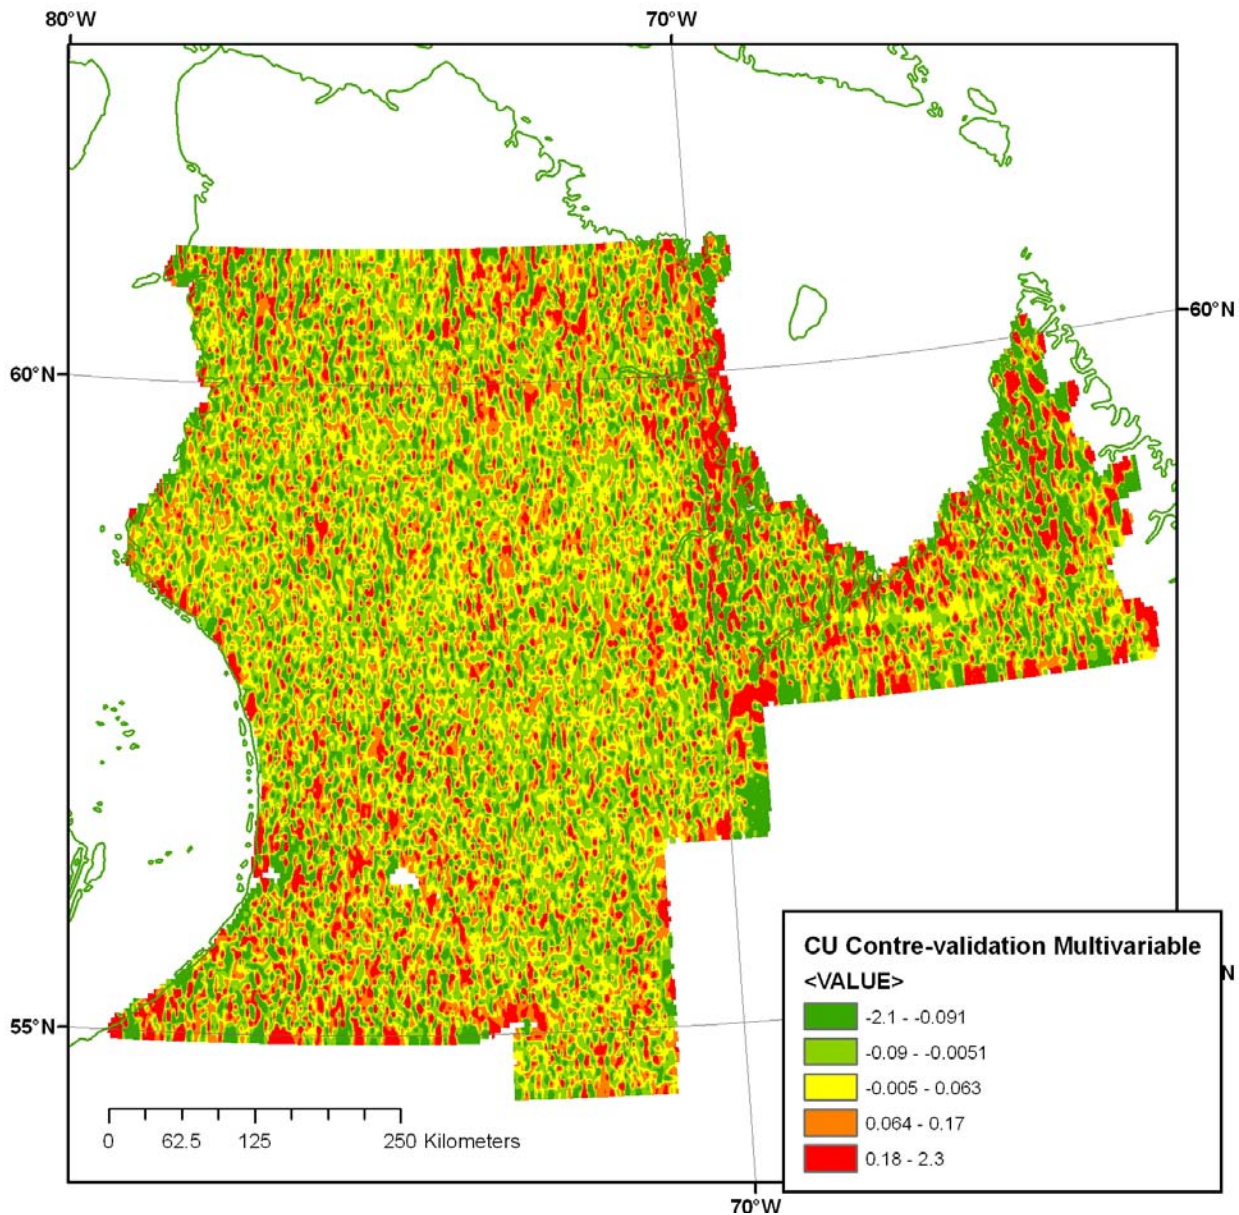 80°W
70°W
60°N
60°N
55°N
N
0 62.5 125 250 Kilometers
70°W
CU Contre-validation Multivariable
<VALUE>
-2.1 - -0.091
-0.09 - -0.0051
-0.005 - 0.063
0.064 - 0.17
0.18 - 2.3